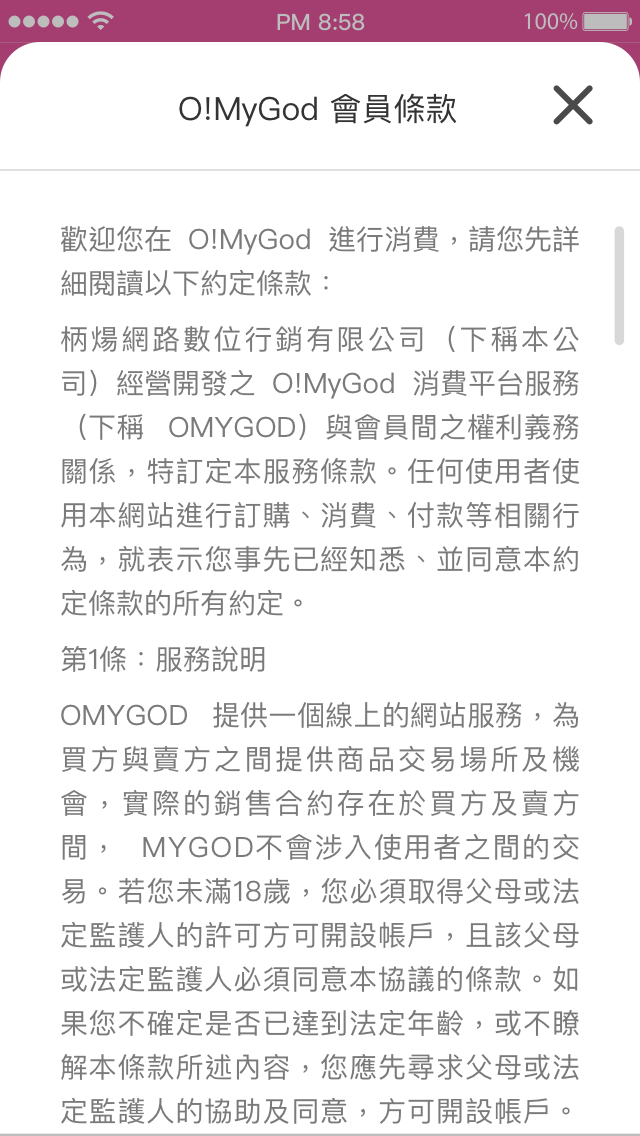 PM 8:58
100%
O!MyGod 會員條款
歡迎您在 O!MyGod 進行消費，請您先詳
細閱讀以下約定條款：
柄煬網路數位行銷有限公司（下稱本公
司）經營開發之 O!MyGod 消費平台服務
（下稱 OMYGOD）與會員間之權利義務
關係，特訂定本服務條款。任何使用者使
用本網站進行訂購、消費、付款等相關行
為，就表示您事先已經知悉、並同意本約
定條款的所有約定。
第1條：服務說明
OMYGOD 提供一個線上的網站服務，為
買方與賣方之間提供商品交易場所及機
會，實際的銷售合約存在於買方及賣方
間， MYGOD不會涉入使用者之間的交
易。若您未滿18歲，您必須取得父母或法
定監護人的許可方可開設帳戶，且該父母
或法定監護人必須同意本協議的條款。如
果您不確定是否已達到法定年齡，或不瞭
解本條款所述內容，您應先尋求父母或法
定監護人的協助及同意，方可開設帳戶。